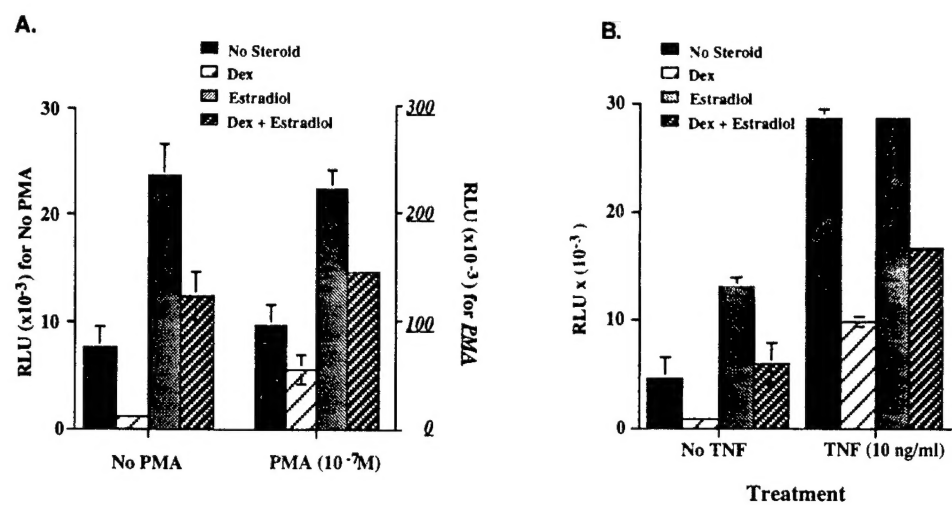 A.
No Steroid
Dex
Estradiol
Dex + Estradiol
30
20
10
0
RLU (x10-3) for No PMA
300
200
100
0
RLU (x10-3) for PMA
No PMA
PMA (10 -7M)
B.
No Steroid
Dex
Estradiol
Dex + Estradiol
30
20
10
0
RLU x (10-3)
No TNF
TNF (10 ng/ml)
Treatment